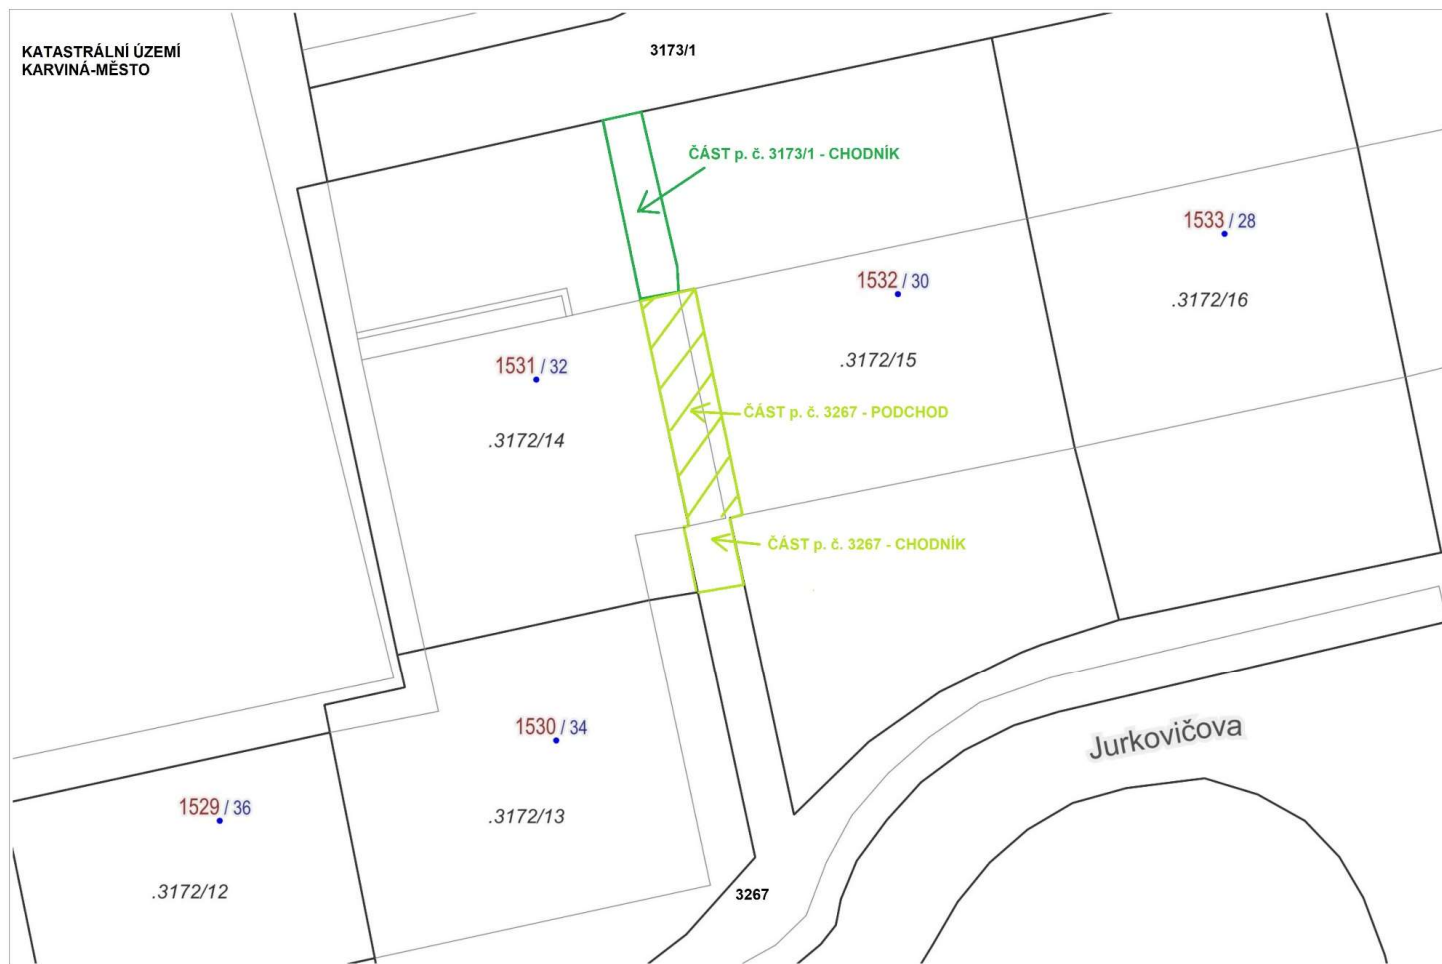 KATASTRÁLNÍ ÚZEMÍ
KARVINÁ-MĚSTO
3173/1
ČÁST p. č. 3173/1 - CHODNÍK
1533 / 28
1532 / 30
.3172/16
.3172/15
1531 / 32
ČÁST p. č. 3267 - PODCHOD
.3172/14
ČÁST p. č. 3267 - CHODNÍK
1530 / 34
Jurkovičova
1529 / 36
.3172/13
.3172/12
3267